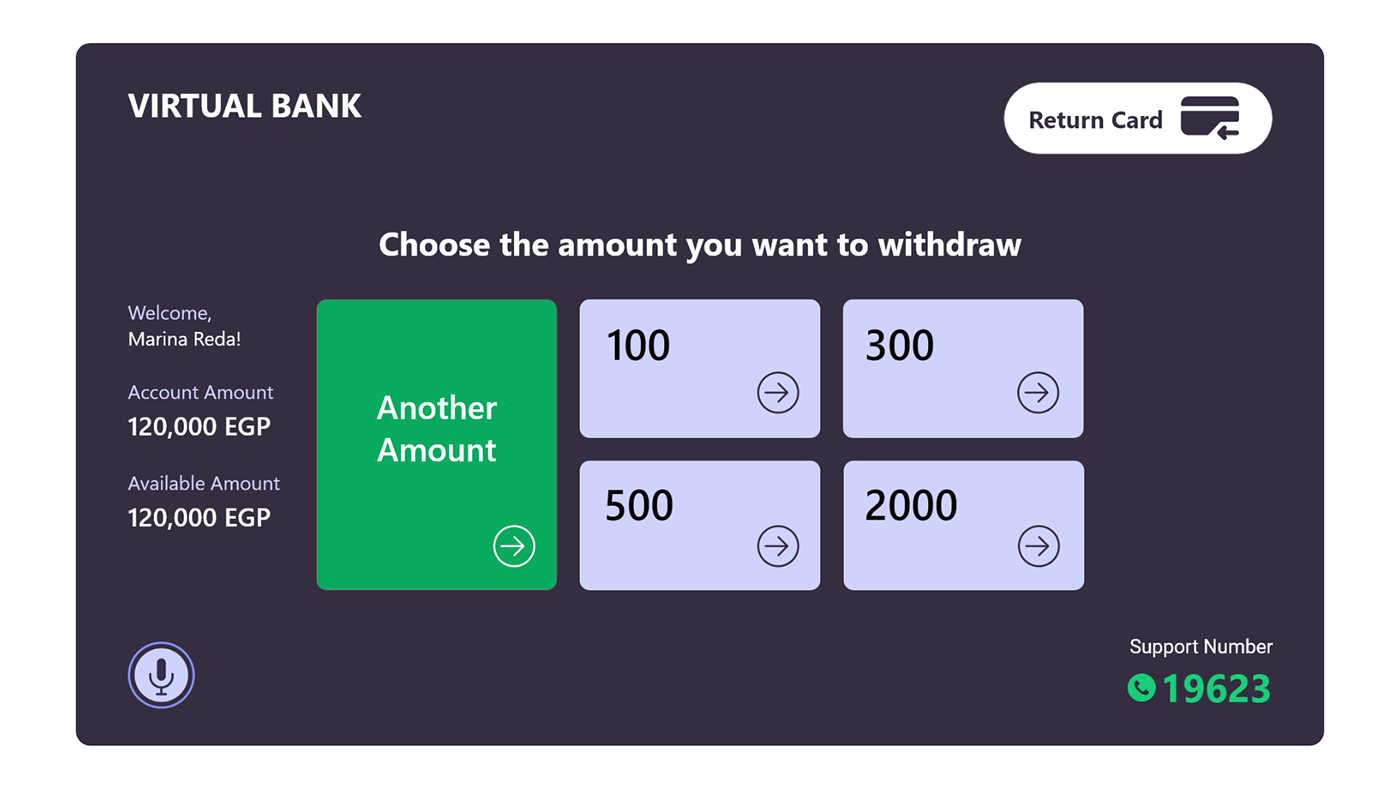 VIRTUAL BANK
Return Card
Choose the amount you want to withdraw
Welcome,
Marina Reda!
Account Amount
120,000 EGP
Available Amount
120,000 EGP
Another
Amount
100
300
500
2000
Support Number
19623